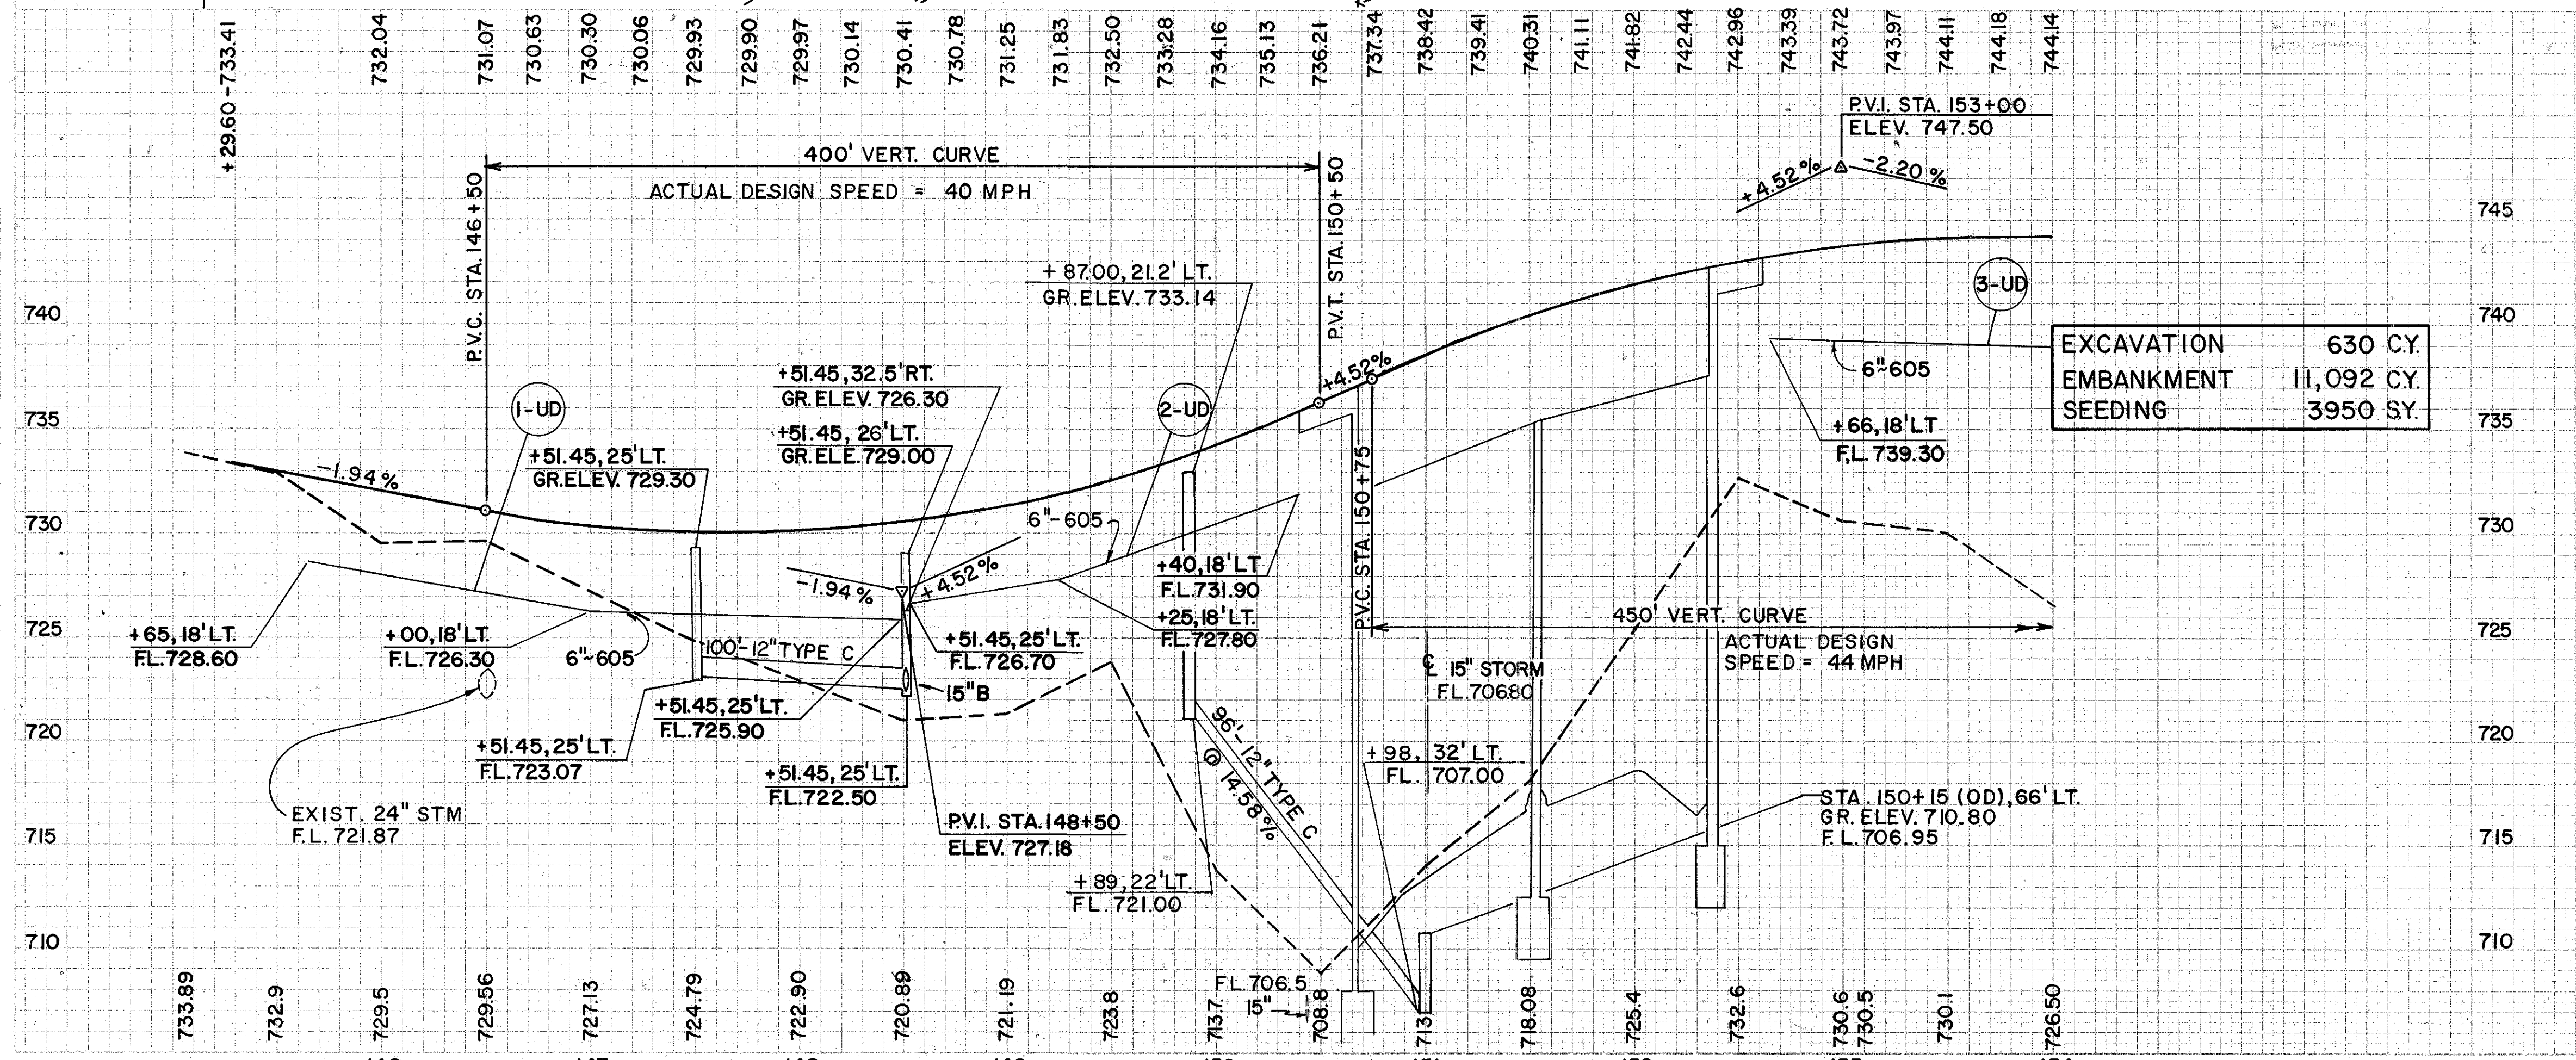 +29.60-733.41
732.04
731.07
730.63
730.30
730.06
729.93
729.90
729.97
730.14
730.41
730.78
731.25
731.83
732.50
733.28
734.16
735.13
736.21
737.34
738.42
739.41
740.31
741.11
741.82
742.44
742.96
743.39
743.72
743.97
744.11
744.18
744.14
P.V.I. STA. 153+00
ELEV. 747.50
+4.52%
-2.20 %
400' VERT. CURVE
ACTUAL DESIGN SPEED = 40 MPH
P.V.C. STA. 146+50
P.V.T. STA. 150+50
745
740
740
+ 87.00, 21.2' LT.
GR. ELEV. 733.14
3-UD
EXCAVATION 630 C.Y.
EMBANKMENT 11,092 CY.
SEEDING 3950 SY.
6"-605
+66, 18' LT
F.L. 739.30
+4.52%
+51.45, 32.5' RT.
GR. ELEV. 726.30
+51.45, 26' LT.
GR. ELE. 729.00
1-UD
2-UD
735
735
+51.45, 25' LT.
GR. ELEV. 729.30
-1.94%
730
730
6"-605
-1.94%
+4.52%
+40, 18' LT
F.L. 731.90
+25, 18' LT.
F.L. 727.80
P.V.C. STA. 150+75
450' VERT. CURVE
ACTUAL DESIGN
SPEED = 44 MPH
725
725
+65, 18' LT.
F.L. 728.60
+00, 18' LT.
F.L. 726.30
6"-605
100'-12" TYPE C
+51.45, 25' LT.
F.L. 726.70
15" B
℄ 15" STORM
F.L. 706.80
+51.45, 25' LT.
F.L. 725.90
720
720
+51.45, 25' LT.
F.L. 723.07
+51.45, 25' LT.
F.L. 722.50
96'-12" TYPE C
@ 14.58%
+98, 32' LT.
FL. 707.00
EXIST. 24" STM
F.L. 721.87
P.V.I. STA. 148+50
ELEV. 727.18
STA. 150+15 (OD), 66' LT.
GR. ELEV. 710.80
F.L. 706.95
715
715
+ 89, 22' LT.
FL. 721.00
710
710
FL. 706.5
15"
733.89
732.9
729.5
729.56
727.13
724.79
722.90
720.89
721.19
723.8
713.7
708.8
713
718.08
725.4
732.6
730.6
730.5
730.1
726.50